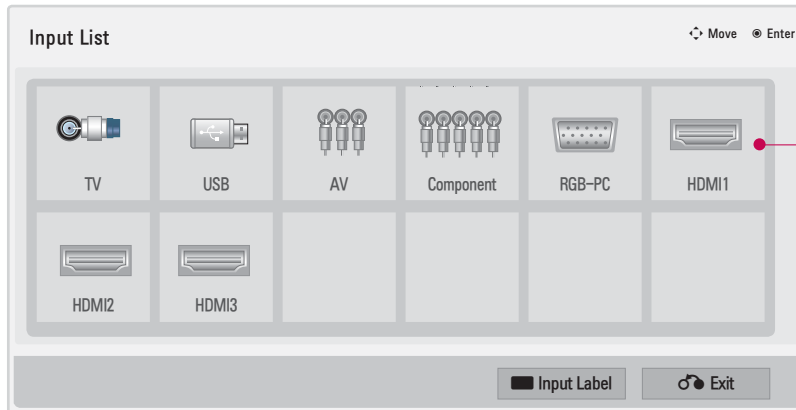 Input List
Move Enter
TV USB AV Component RGB-PC HDMI1
HDMI2 HDMI3
Input Label Exit